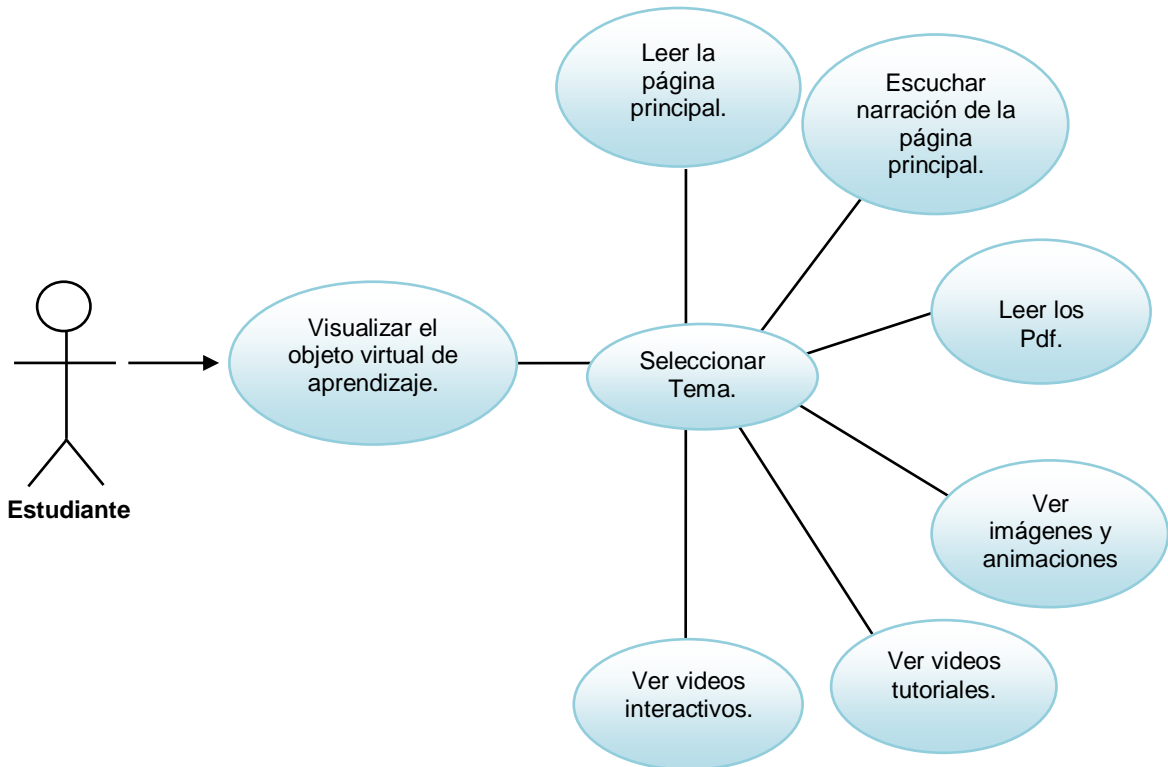 Leer la
página
principal.
Escuchar
narración de la
página
principal.
Leer los
Pdf.
Visualizar el
objeto virtual de
aprendizaje.
Seleccionar
Tema.
Estudiante
Ver
imágenes y
animaciones
Ver videos
tutoriales.
Ver videos
interactivos.